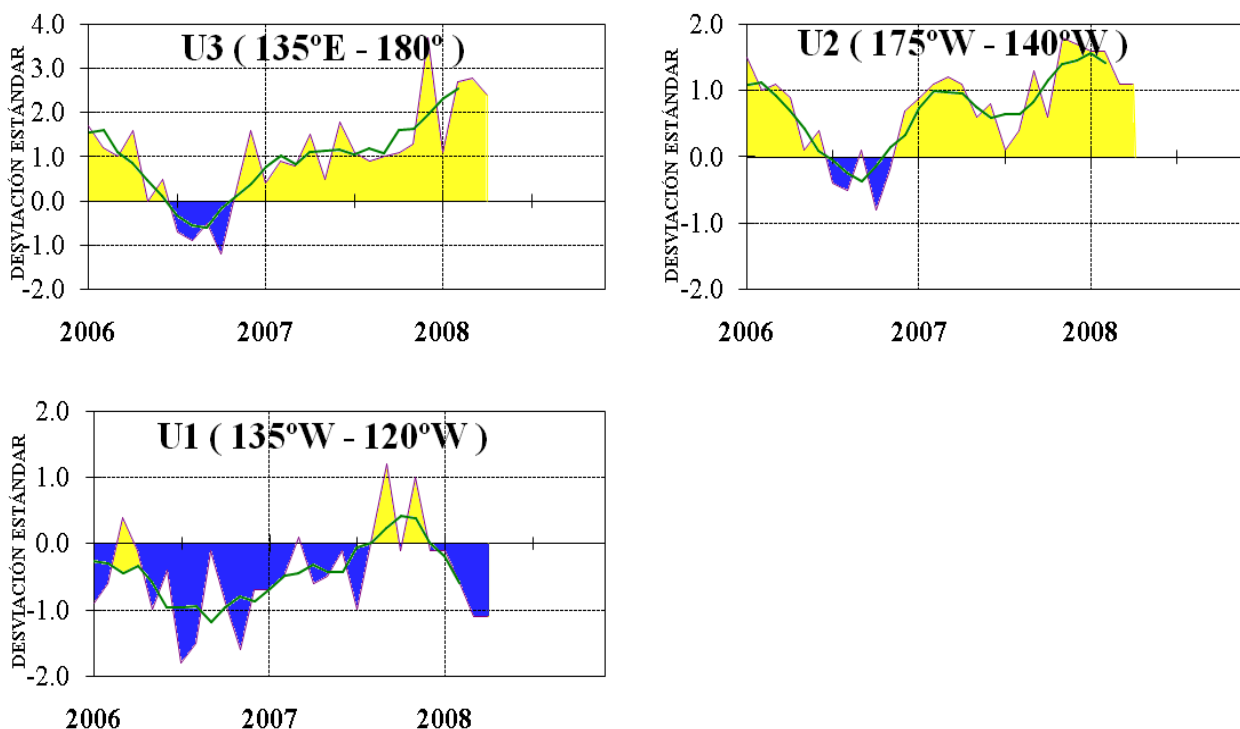 U3 ( 135ºE - 180º )
DESVIACIÓN ESTÁNDAR
4.0
3.0
2.0
1.0
0.0
-1.0
-2.0
2006 2007 2008
U2 ( 175ºW - 140ºW )
DESVIACIÓN ESTÁNDAR
2.0
1.0
0.0
-1.0
-2.0
2006 2007 2008
U1 ( 135ºW - 120ºW )
DESVIACIÓN ESTÁNDAR
2.0
1.0
0.0
-1.0
-2.0
2006 2007 2008